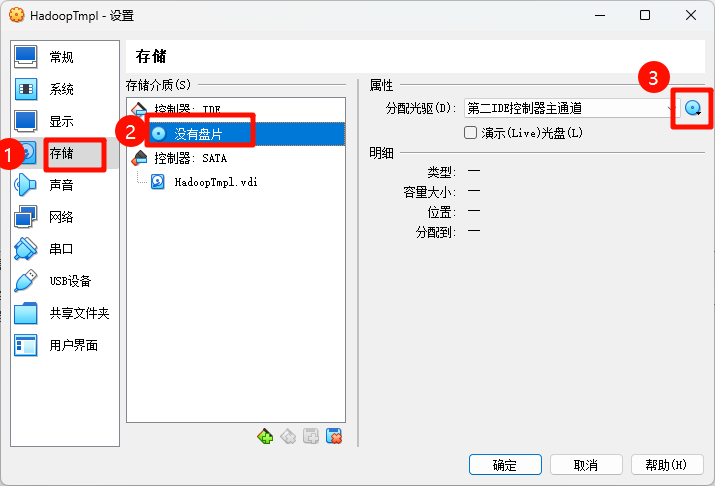 HadoopTmpl - 设置
常规
系统
显示
1
存储
声音
网络
串口
USB设备
共享文件夹
用户界面
存储
存储介质(S)
控制器: IDE
2
没有盘片
控制器: SATA
HadoopTmpl.vdi
属性
3
分配光驱(D): 第二IDE控制器主通道
演示(Live)光盘(L)
明细
类型: —
容量大小: —
位置: —
分配到: —
确定
取消
帮助(H)